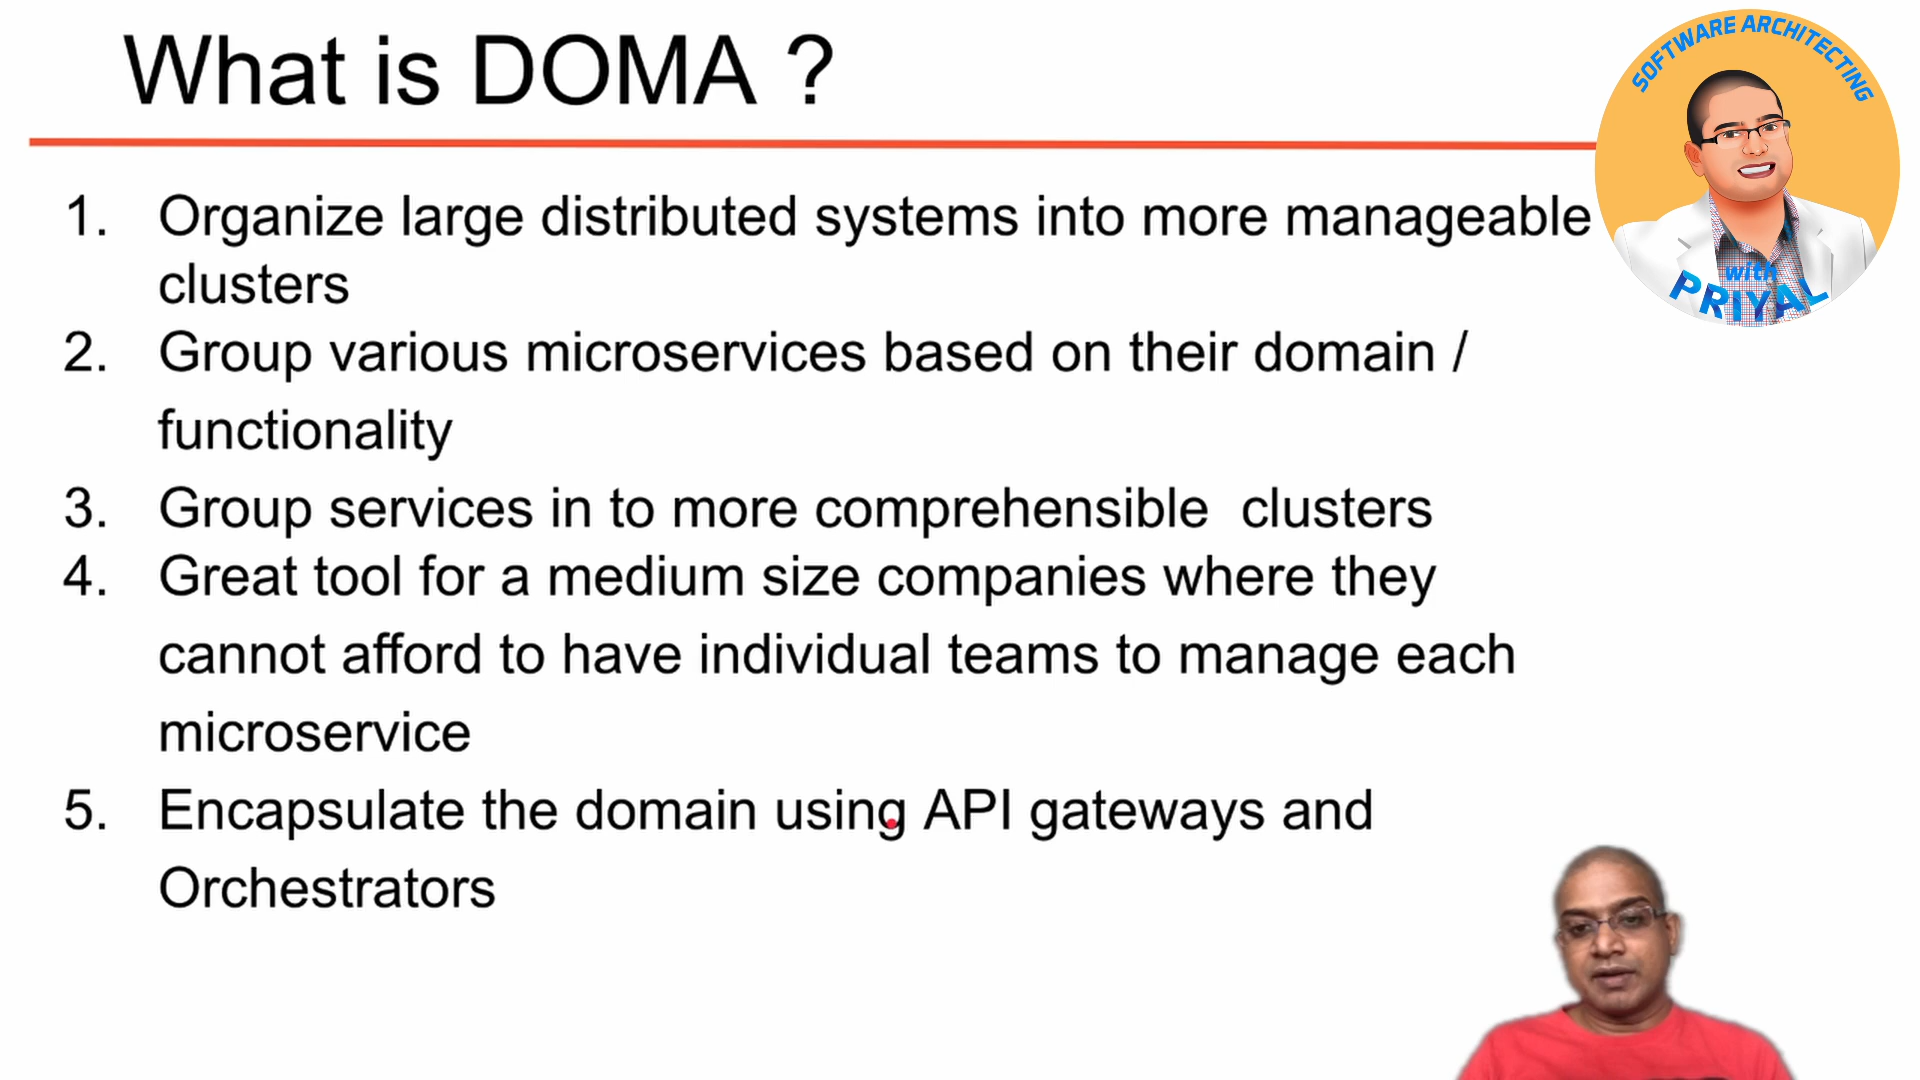 What is DOMA ?
SOFTWARE ARCHITECTING
with
PRIYAL
1. Organize large distributed systems into more manageable
clusters
2. Group various microservices based on their domain /
functionality
3. Group services in to more comprehensible  clusters
4. Great tool for a medium size companies where they
cannot afford to have individual teams to manage each
microservice
5. Encapsulate the domain using API gateways and
Orchestrators